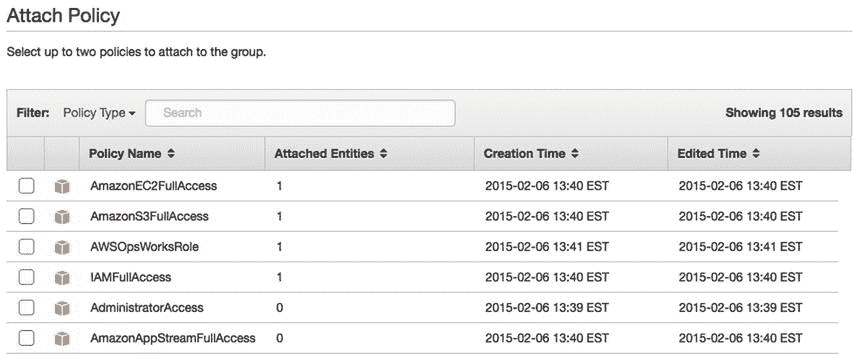 Attach Policy
Select up to two policies to attach to the group.
Filter: Policy Type Search Showing 105 results
Policy Name Attached Entities Creation Time Edited Time
AmazonEC2FullAccess 1 2015-02-06 13:40 EST 2015-02-06 13:40 EST
AmazonS3FullAccess 1 2015-02-06 13:40 EST 2015-02-06 13:40 EST
AWSOpsWorksRole 1 2015-02-06 13:41 EST 2015-02-06 13:41 EST
IAMFullAccess 1 2015-02-06 13:40 EST 2015-02-06 13:40 EST
AdministratorAccess 0 2015-02-06 13:39 EST 2015-02-06 13:39 EST
AmazonAppStreamFullAccess 0 2015-02-06 13:40 EST 2015-02-06 13:40 EST